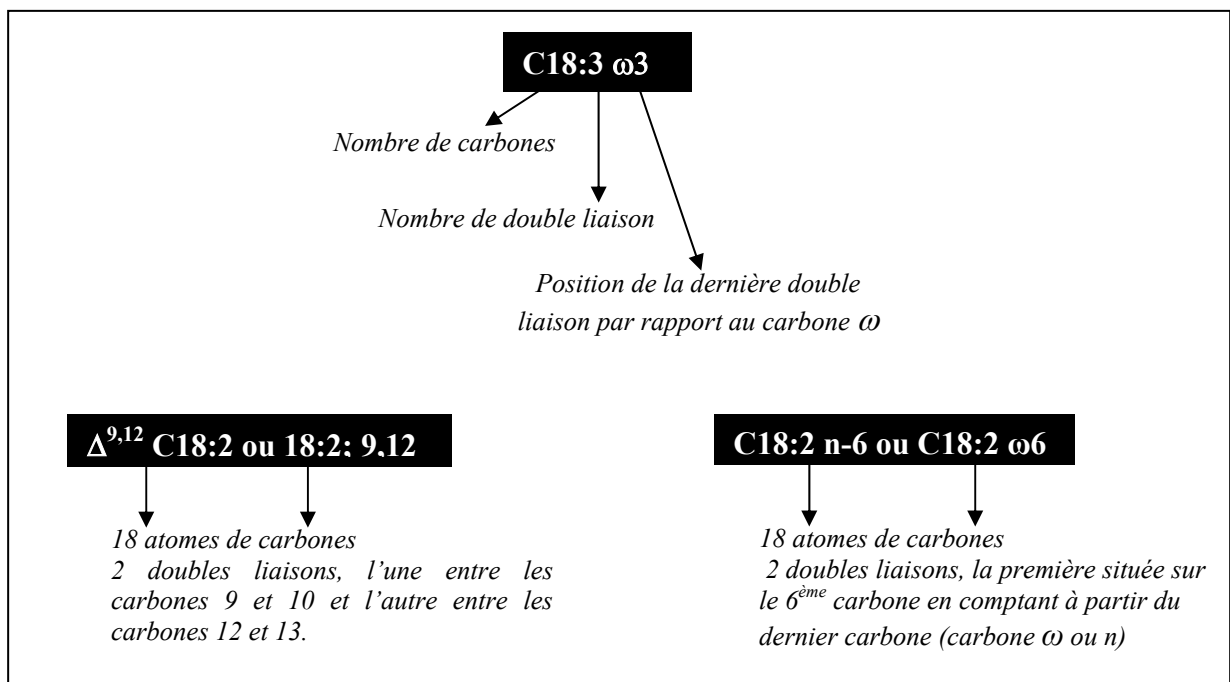 C18:3 ω3
Nombre de carbones
Nombre de double liaison
Position de la dernière double
liaison par rapport au carbone ω
Δ9,12 C18:2 ou 18:2; 9,12
18 atomes de carbones
2 doubles liaisons, l’une entre les
carbones 9 et 10 et l’autre entre les
carbones 12 et 13.
C18:2 n-6 ou C18:2 ω6
18 atomes de carbones
2 doubles liaisons, la première située sur
le 6ème carbone en comptant à partir du
dernier carbone (carbone ω ou n)